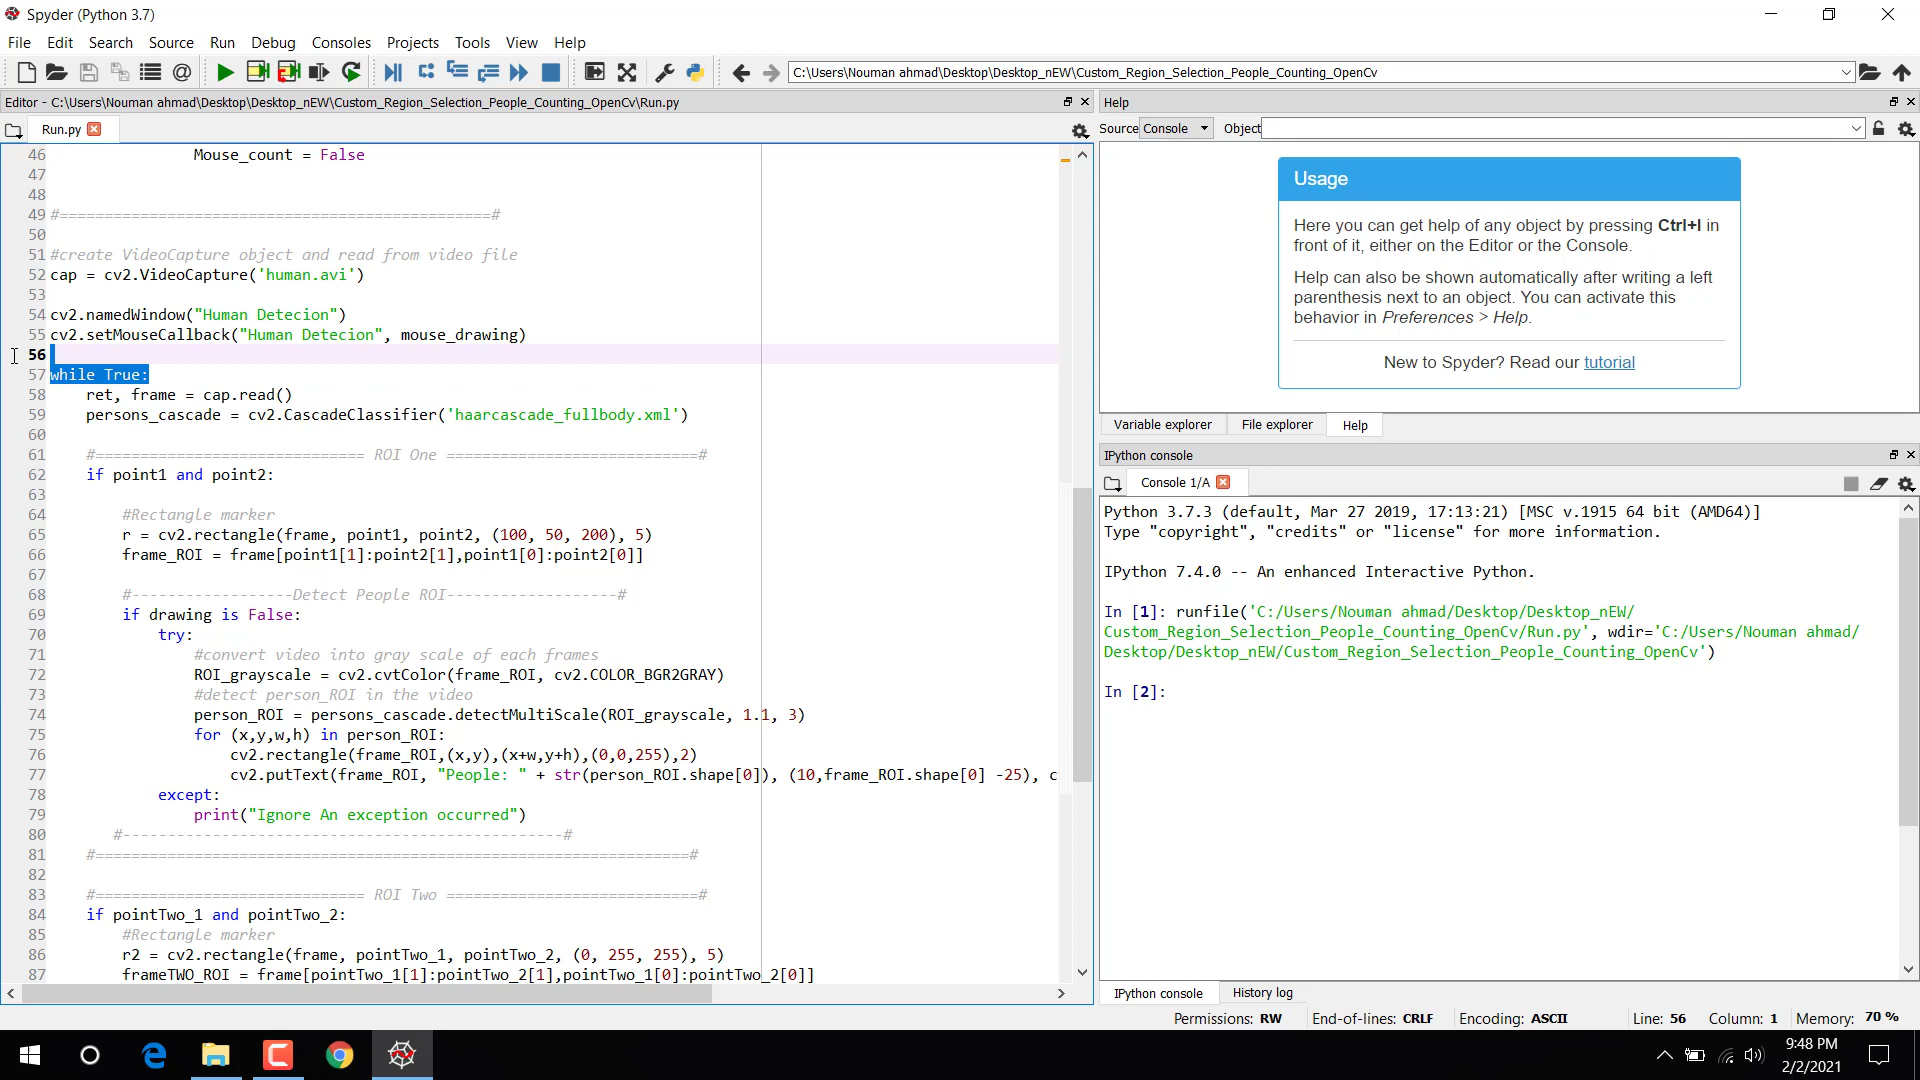 Spyder (Python 3.7)
File Edit Search Source Run Debug Consoles Projects Tools View Help
C:\Users\Nouman ahmad\Desktop\Desktop_nEW\Custom_Region_Selection_People_Counting_OpenCv
Editor - C:\Users\Nouman ahmad\Desktop\Desktop_nEW\Custom_Region_Selection_People_Counting_OpenCv\Run.py
Run.py
46 Mouse_count = False
47
48
49 #================================================#
50
51 #create VideoCapture object and read from video file
52 cap = cv2.VideoCapture('human.avi')
53
54 cv2.namedWindow("Human Detecion")
55 cv2.setMouseCallback("Human Detecion", mouse_drawing)
56
57 while True:
58 ret, frame = cap.read()
59 persons_cascade = cv2.CascadeClassifier('haarcascade_fullbody.xml')
60
61 #============================== ROI One ============================#
62 if point1 and point2:
63
64 #Rectangle marker
65 r = cv2.rectangle(frame, point1, point2, (100, 50, 200), 5)
66 frame_ROI = frame[point1[1]:point2[1],point1[0]:point2[0]]
67
68 #------------------Detect People ROI-------------------#
69 if drawing is False:
70 try:
71 #convert video into gray scale of each frames
72 ROI_grayscale = cv2.cvtColor(frame_ROI, cv2.COLOR_BGR2GRAY)
73 #detect person_ROI in the video
74 person_ROI = persons_cascade.detectMultiScale(ROI_grayscale, 1.1, 3)
75 for (x,y,w,h) in person_ROI:
76 cv2.rectangle(frame_ROI,(x,y),(x+w,y+h),(0,0,255),2)
77 cv2.putText(frame_ROI, "People: " + str(person_ROI.shape[0]), (10,frame_ROI.shape[0] -25), c
78 except:
79 print("Ignore An exception occurred")
80 #-------------------------------------------------#
81 #==================================================================#
82
83 #============================== ROI Two ============================#
84 if pointTwo_1 and pointTwo_2:
85 #Rectangle marker
86 r2 = cv2.rectangle(frame, pointTwo_1, pointTwo_2, (0, 255, 255), 5)
87 frameTWO_ROI = frame[pointTwo_1[1]:pointTwo_2[1],pointTwo_1[0]:pointTwo_2[0]]
Help
Source Console Object
Usage
Here you can get help of any object by pressing Ctrl+I in
front of it, either on the Editor or the Console.
Help can also be shown automatically after writing a left
parenthesis next to an object. You can activate this
behavior in Preferences > Help.
New to Spyder? Read our tutorial
Variable explorer File explorer Help
IPython console
Console 1/A
Python 3.7.3 (default, Mar 27 2019, 17:13:21) [MSC v.1915 64 bit (AMD64)]
Type "copyright", "credits" or "license" for more information.
IPython 7.4.0 -- An enhanced Interactive Python.
In [1]: runfile('C:/Users/Nouman ahmad/Desktop/Desktop_nEW/
Custom_Region_Selection_People_Counting_OpenCv/Run.py', wdir='C:/Users/Nouman ahmad/
Desktop/Desktop_nEW/Custom_Region_Selection_People_Counting_OpenCv')
In [2]:
IPython console History log
Permissions: RW End-of-lines: CRLF Encoding: ASCII Line: 56 Column: 1 Memory: 70 %
9:48 PM
2/2/2021